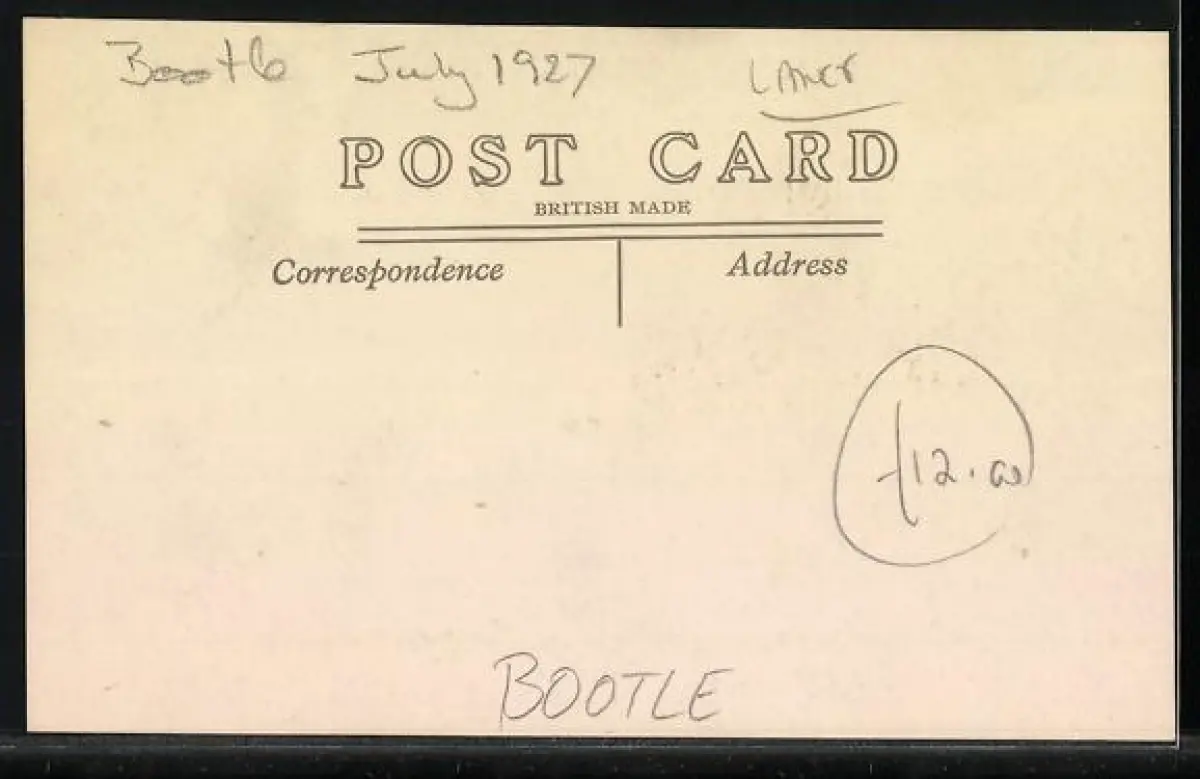 Bootle July 1927 LANCS
POST CARD
BRITISH MADE
Correspondence Address
£12.00
BOOTLE